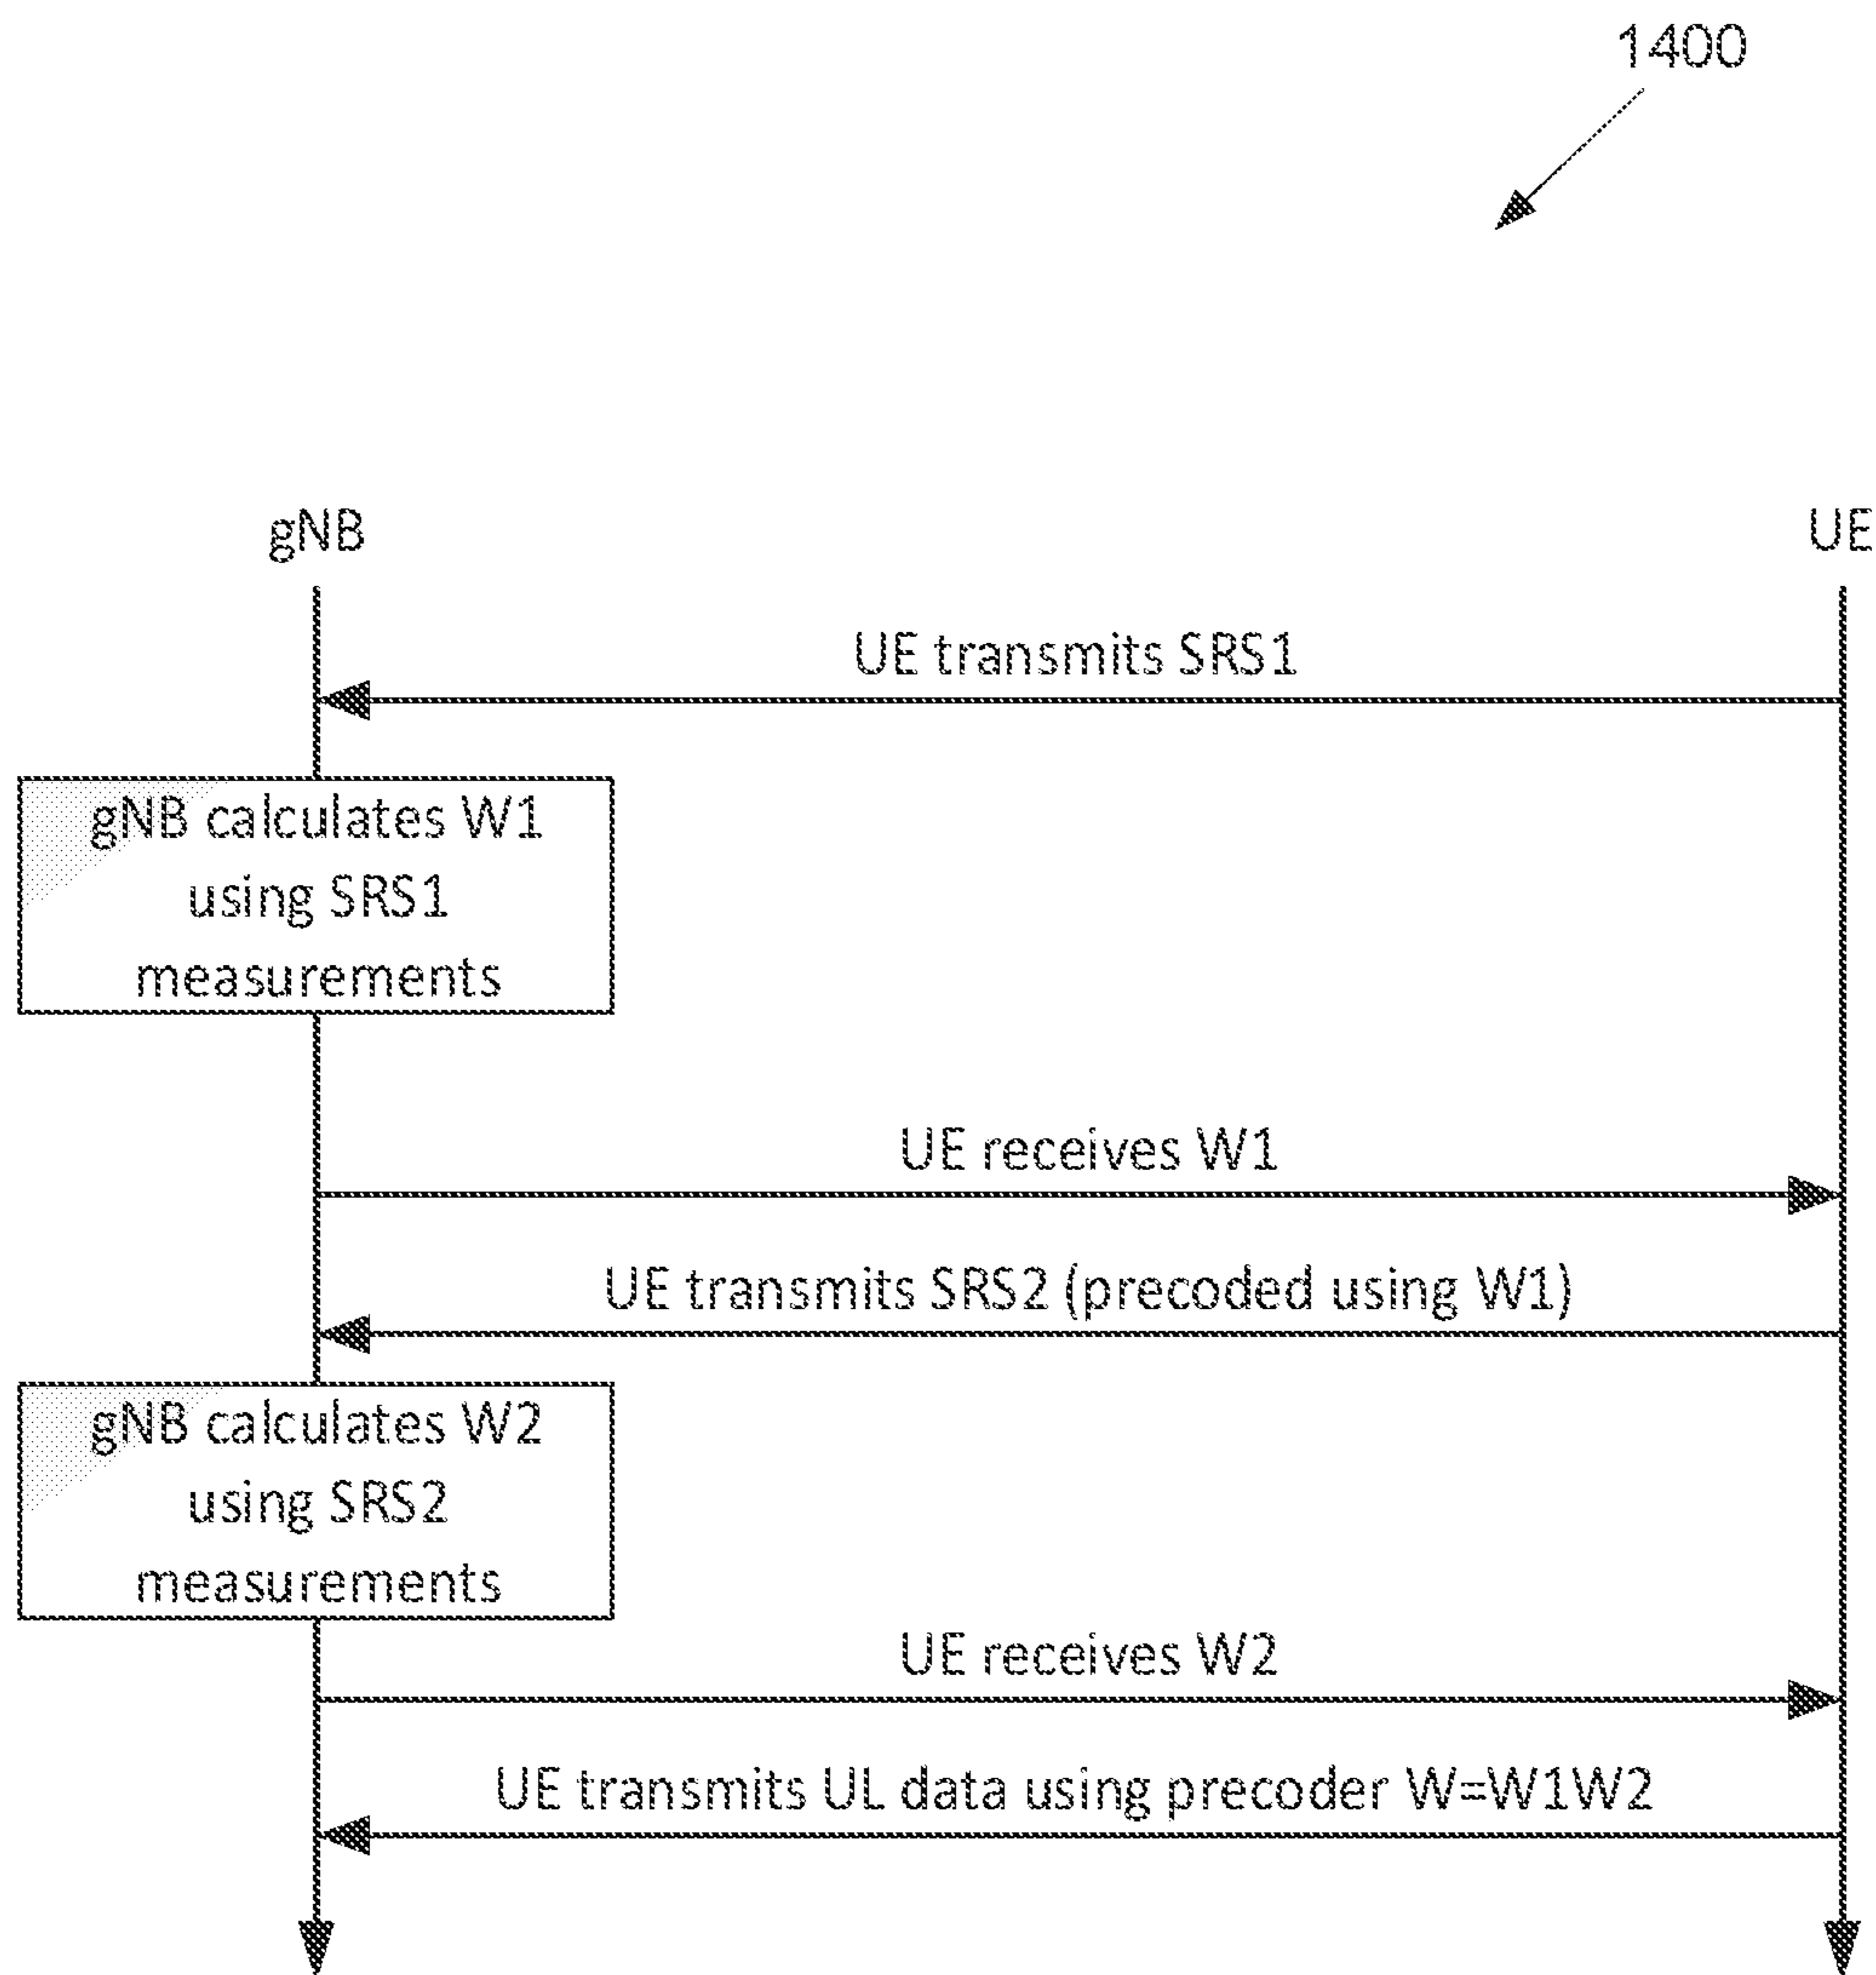 1400
gNB
UE
UE transmits SRS1
gNB calculates W1
using SRS1
measurements
UE receives W1
UE transmits SRS2 (precoded using W1)
gNB calculates W2
using SRS2
measurements
UE receives W2
UE transmits UL data using precoder W=W1W2